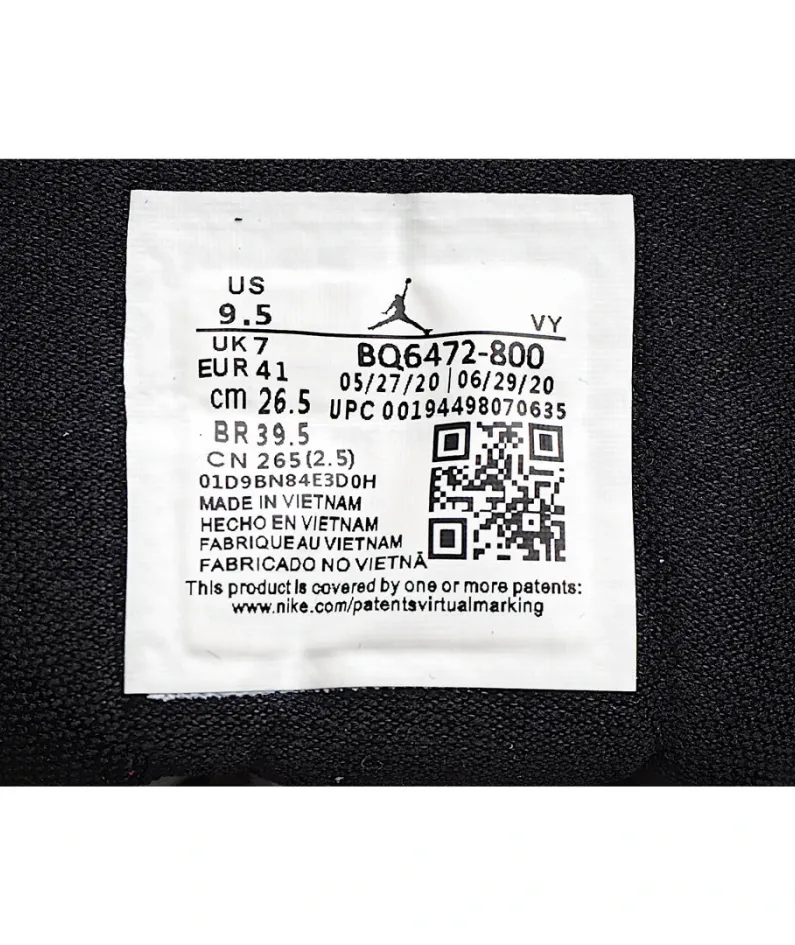 US
9.5
VY
UK 7
BQ6472-800
EUR 41
05/27/20 | 06/29/20
cm 26.5
UPC 00194498070635
BR 39.5
CN 265(2.5)
01D9BN84E3D0H
MADE IN VIETNAM
HECHO EN VIETNAM
FABRIQUE AU VIETNAM
FABRICADO NO VIETNÃ
This product is covered by one or more patents:
www.nike.com/patentsvirtualmarking